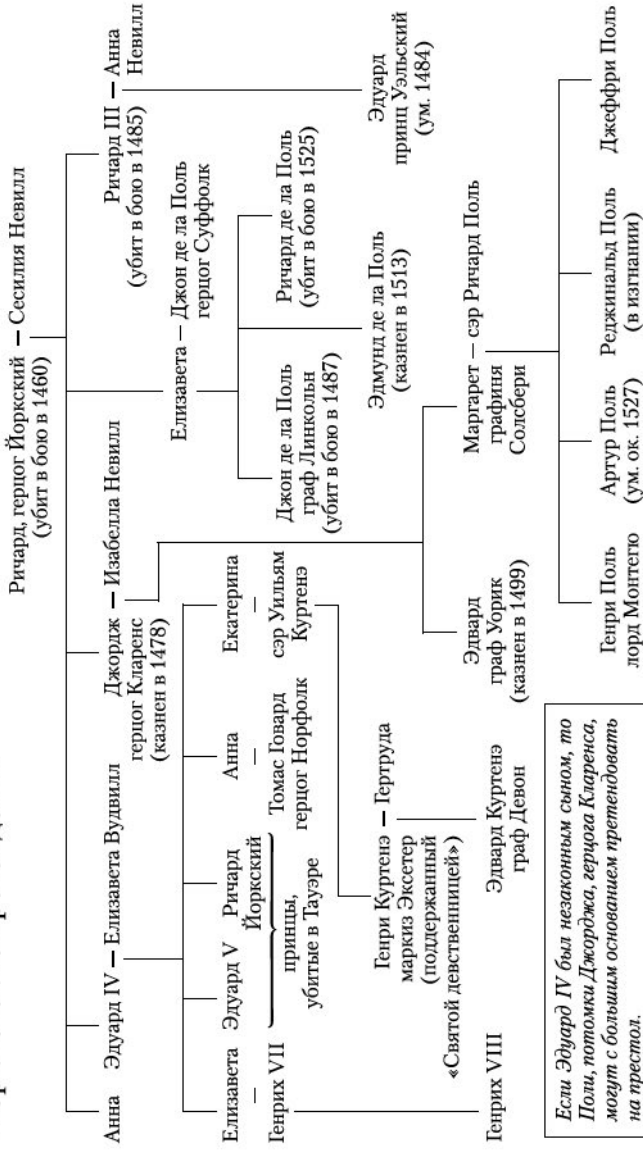 Ричард, герцог Йоркский — Сесилия Невилл
(убит в бою в 1460)
Анна
Эдуард IV — Елизавета Вудвилл
Джордж — Изабелла Невилл
герцог Кларенс
(казнен в 1478)
Ричард III — Анна
Невилл
(убит в бою в 1485)
Елизавета — Джон де ла Поль
герцог Суффолк
Елизавета
—
Генрих VII
Эдуард V
Ричард
Йоркский
принцы,
убитые в Тауэре
Анна
—
Томас Говард
герцог Норфолк
Екатерина
—
сэр Уильям
Куртенэ
Джон де ла Поль
граф Линкольн
(убит в бою в 1487)
Ричард де ла Поль
(убит в бою в 1525)
Эдмунд де ла Поль
(казнен в 1513)
Эдуард
принц Уэльский
(ум. 1484)
Генри Куртенэ — Гертруда
маркиз Эксетер
(поддержанный
«Святой девственницей»)
Генрих VIII
Эдвард Куртенэ
граф Девон
Эдвард
граф Уорик
(казнен в 1499)
Маргарет — сэр Ричард Поль
графиня
Солсбери
Генри Поль
лорд Монтегю
Артур Поль
(ум. ок. 1527)
Реджинальд Поль
(в изгнании)
Джеффри Поль
Если Эдуард IV был незаконным сыном, то
Поли, потомки Джорджа, герцога Кларенса,
могут с большим основанием претендовать
на престол.